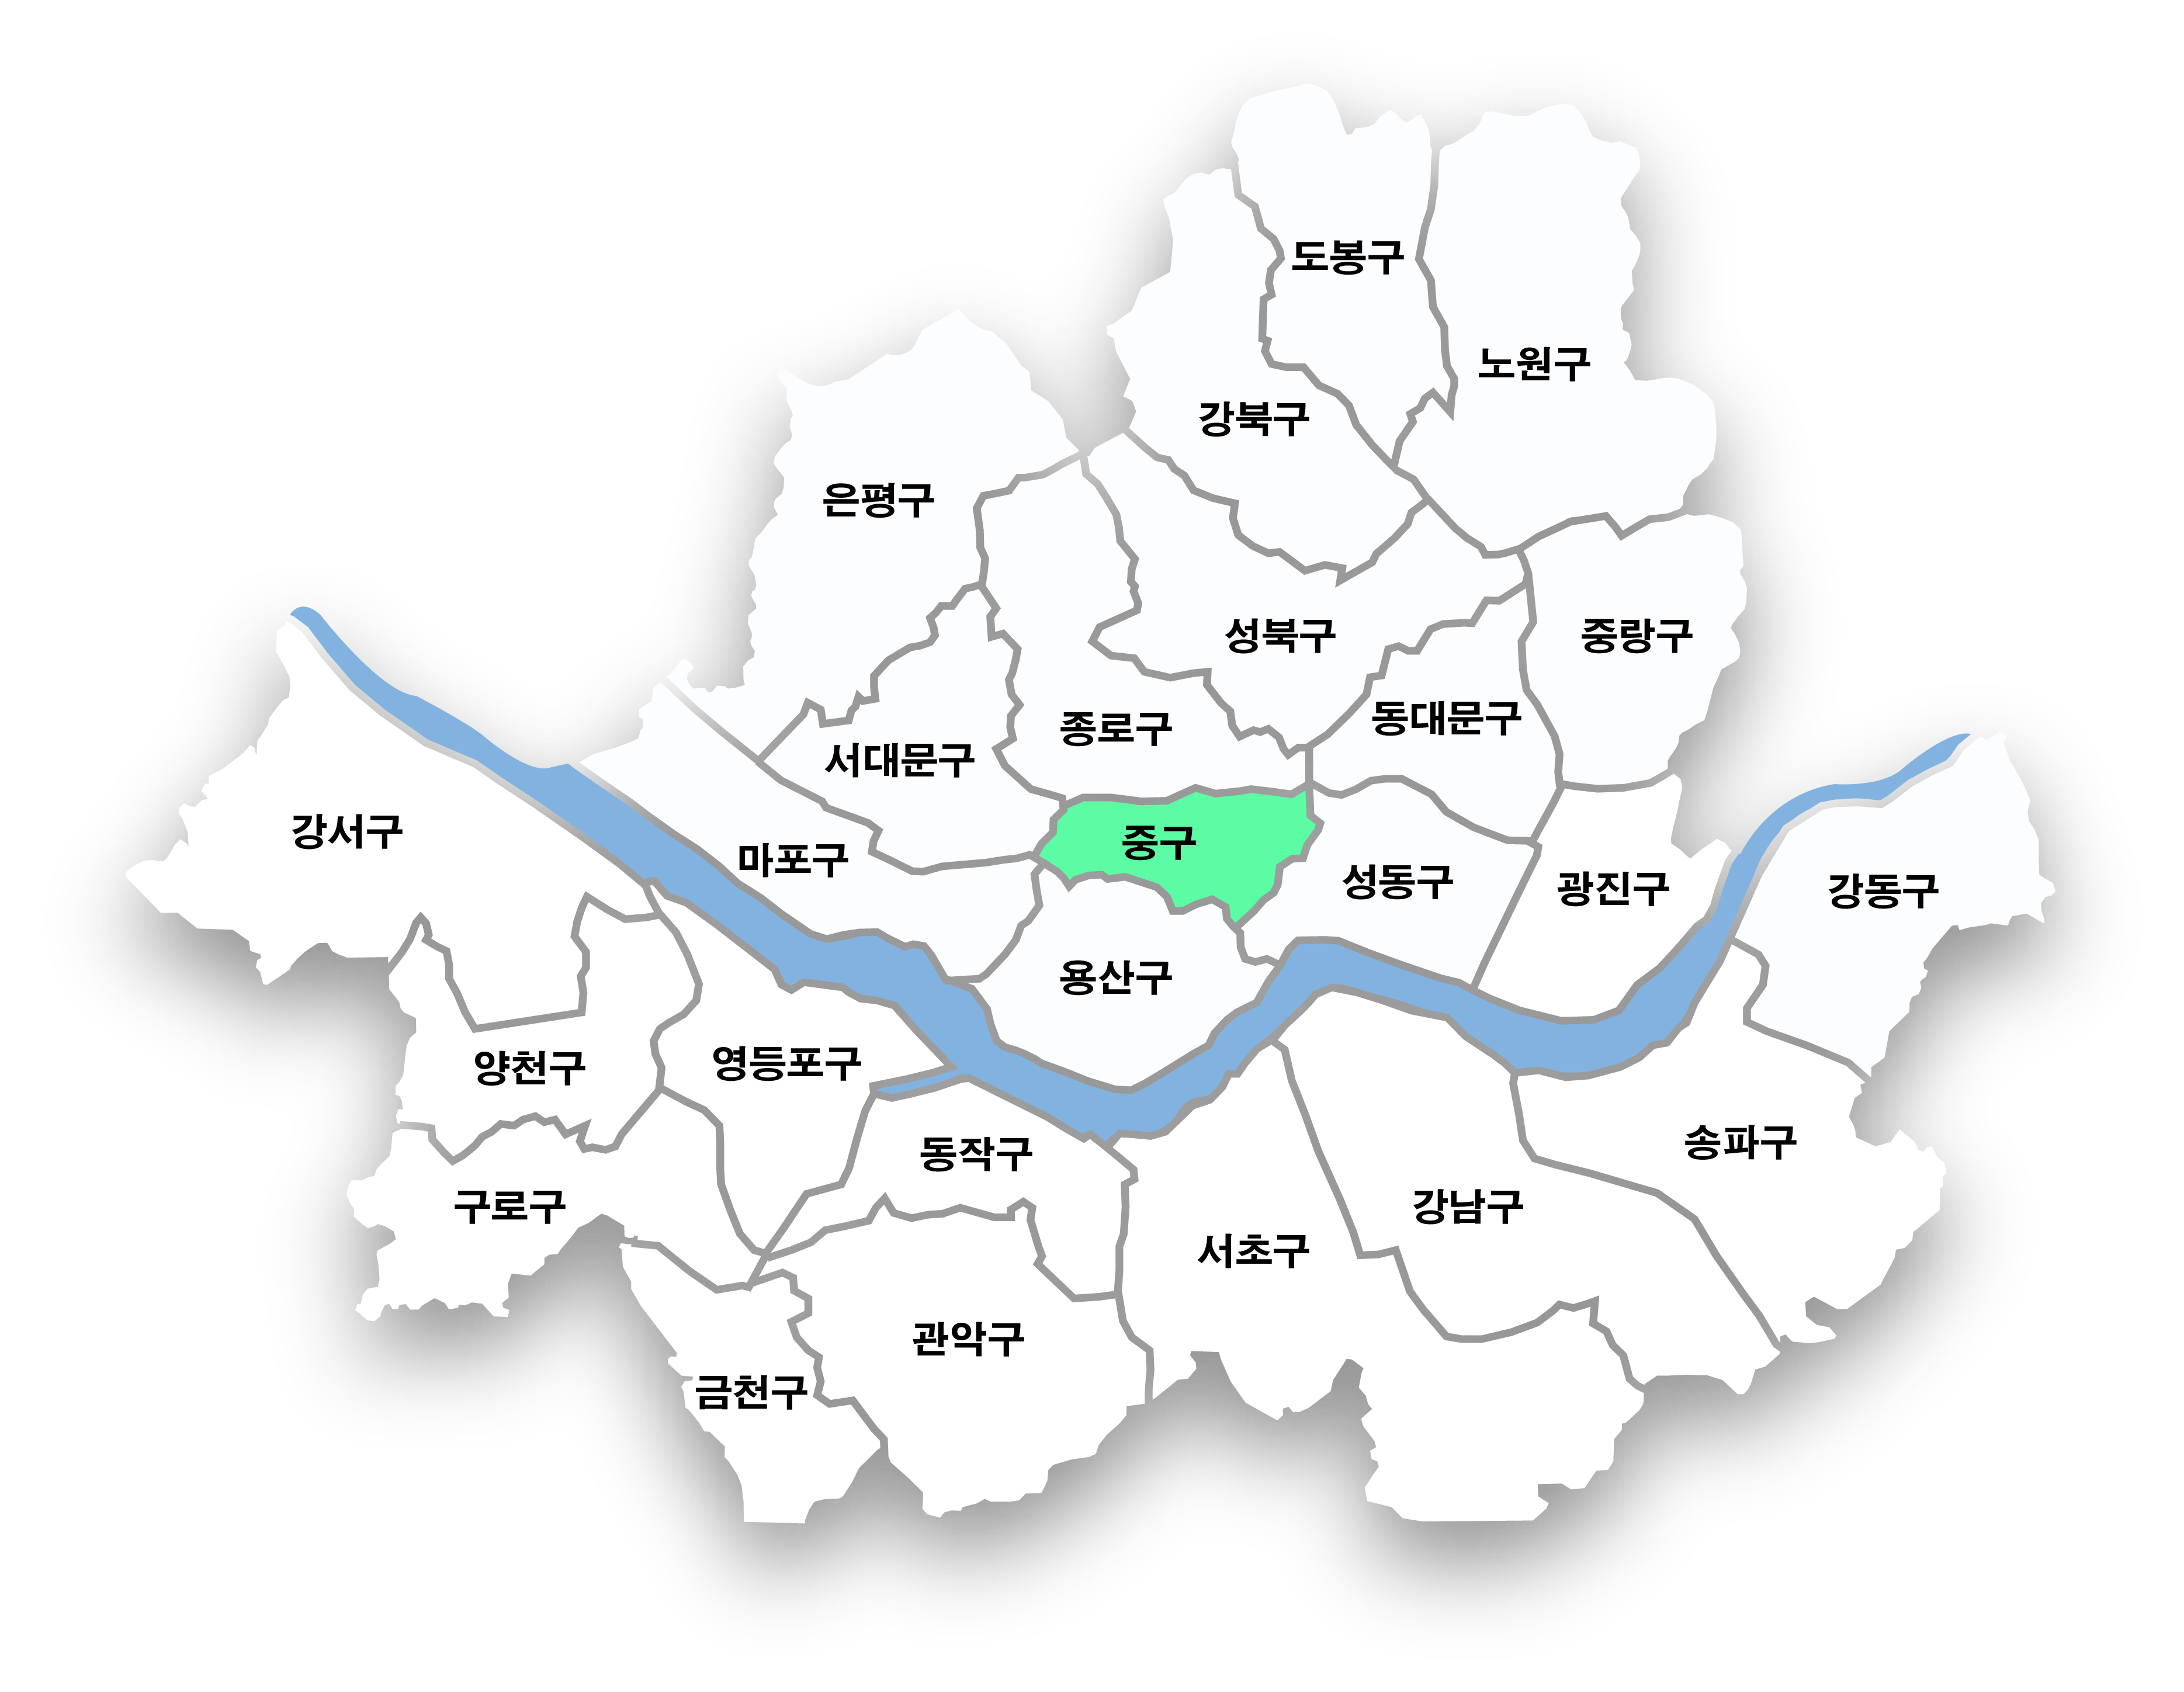 도봉구
노원구
강북구
은평구
성북구
중랑구
동대문구
종로구
서대문구
강서구
중구
마포구
성동구
광진구
강동구
용산구
양천구
영등포구
송파구
동작구
구로구
강남구
서초구
관악구
금천구